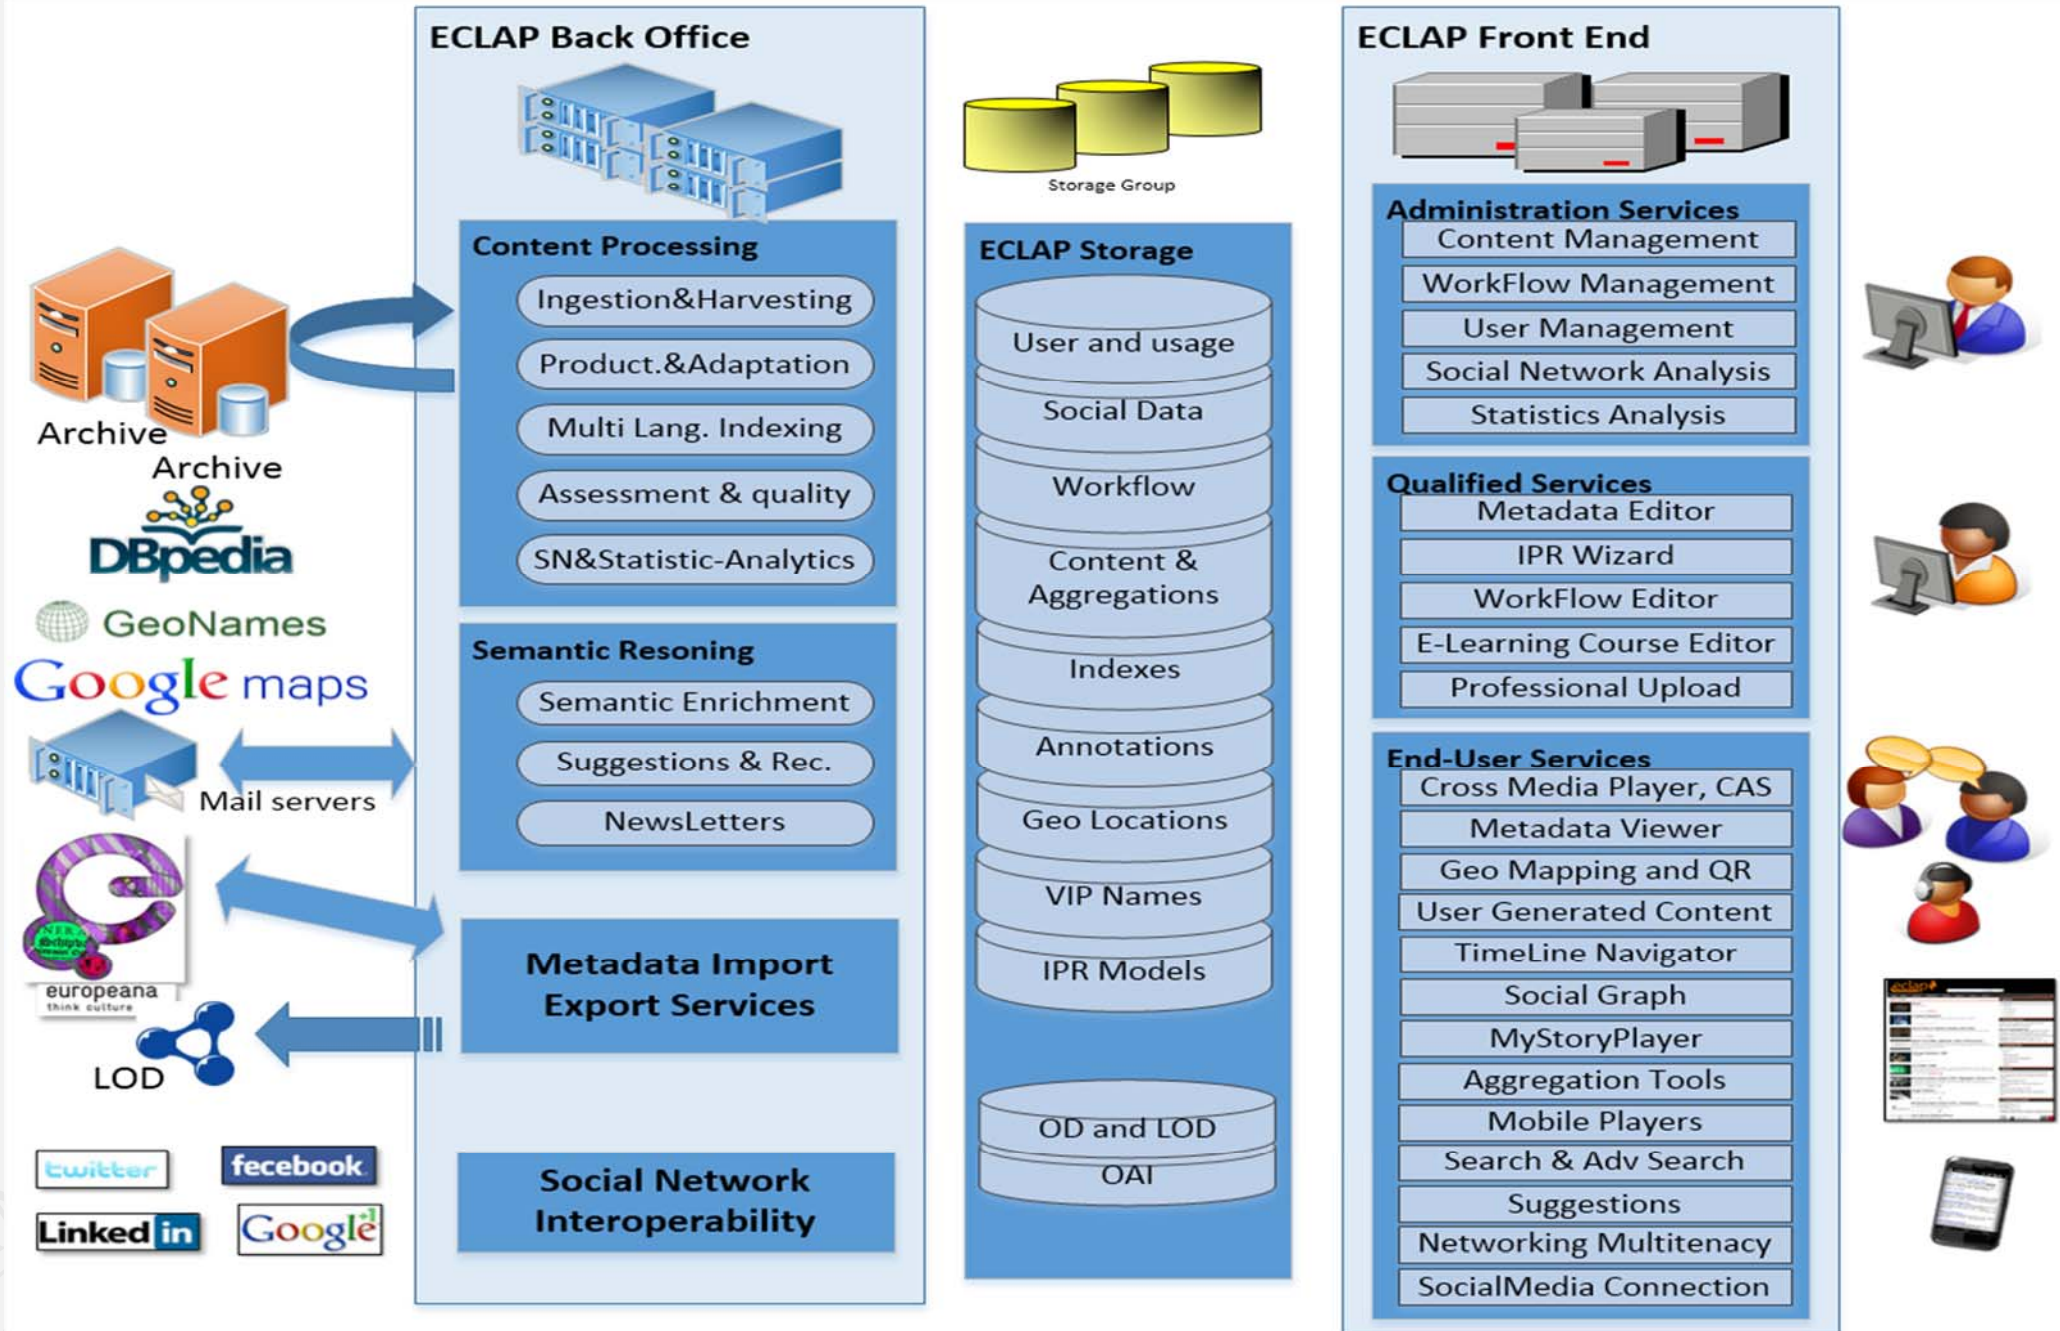 ECLAP Back Office
Content Processing
Ingestion&Harvesting
Product.&Adaptation
Multi Lang. Indexing
Assessment & quality
SN&Statistic-Analytics
Semantic Resoning
Semantic Enrichment
Suggestions & Rec.
NewsLetters
Metadata Import
Export Services
Social Network
Interoperability
Archive
Archive
DBpedia
GeoNames
Google maps
Mail servers
europeana
think culture
LOD
twitter
fecebook
Linked in
Google +1
Storage Group
ECLAP Storage
User and usage
Social Data
Workflow
Content &
Aggregations
Indexes
Annotations
Geo Locations
VIP Names
IPR Models
OD and LOD
OAI
ECLAP Front End
Administration Services
Content Management
WorkFlow Management
User Management
Social Network Analysis
Statistics Analysis
Qualified Services
Metadata Editor
IPR Wizard
WorkFlow Editor
E-Learning Course Editor
Professional Upload
End-User Services
Cross Media Player, CAS
Metadata Viewer
Geo Mapping and QR
User Generated Content
TimeLine Navigator
Social Graph
MyStoryPlayer
Aggregation Tools
Mobile Players
Search & Adv Search
Suggestions
Networking Multitenacy
SocialMedia Connection
eclap